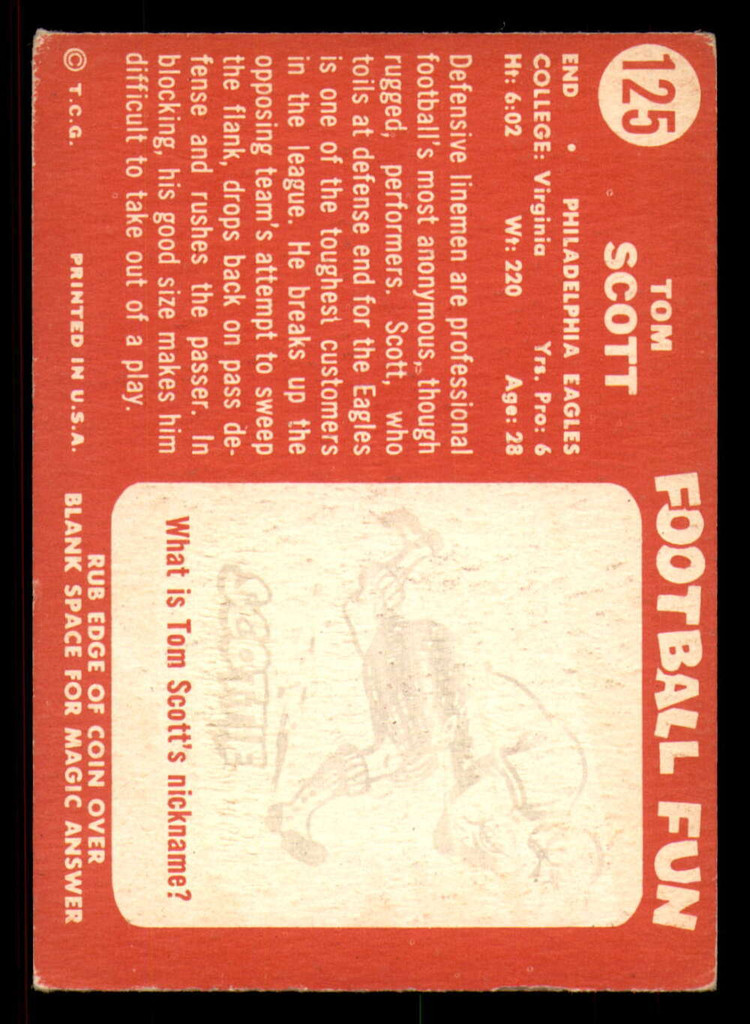 125
TOM
SCOTT
END • PHILADELPHIA EAGLES
COLLEGE: Virginia Yrs. Pro: 6
Ht: 6:02 Wt: 220 Age: 28
Defensive linemen are professional
football's most anonymous, though
rugged, performers. Scott, who
toils at defense end for the Eagles
is one of the toughest customers
in the league. He breaks up the
opposing team's attempt to sweep
the flank, drops back on pass de-
fense and rushes the passer. In
blocking, his good size makes him
difficult to take out of a play.
© T.C.G. PRINTED IN U.S.A.
FOOTBALL FUN
SCOTTIE
What is Tom Scott's nickname?
RUB EDGE OF COIN OVER
BLANK SPACE FOR MAGIC ANSWER